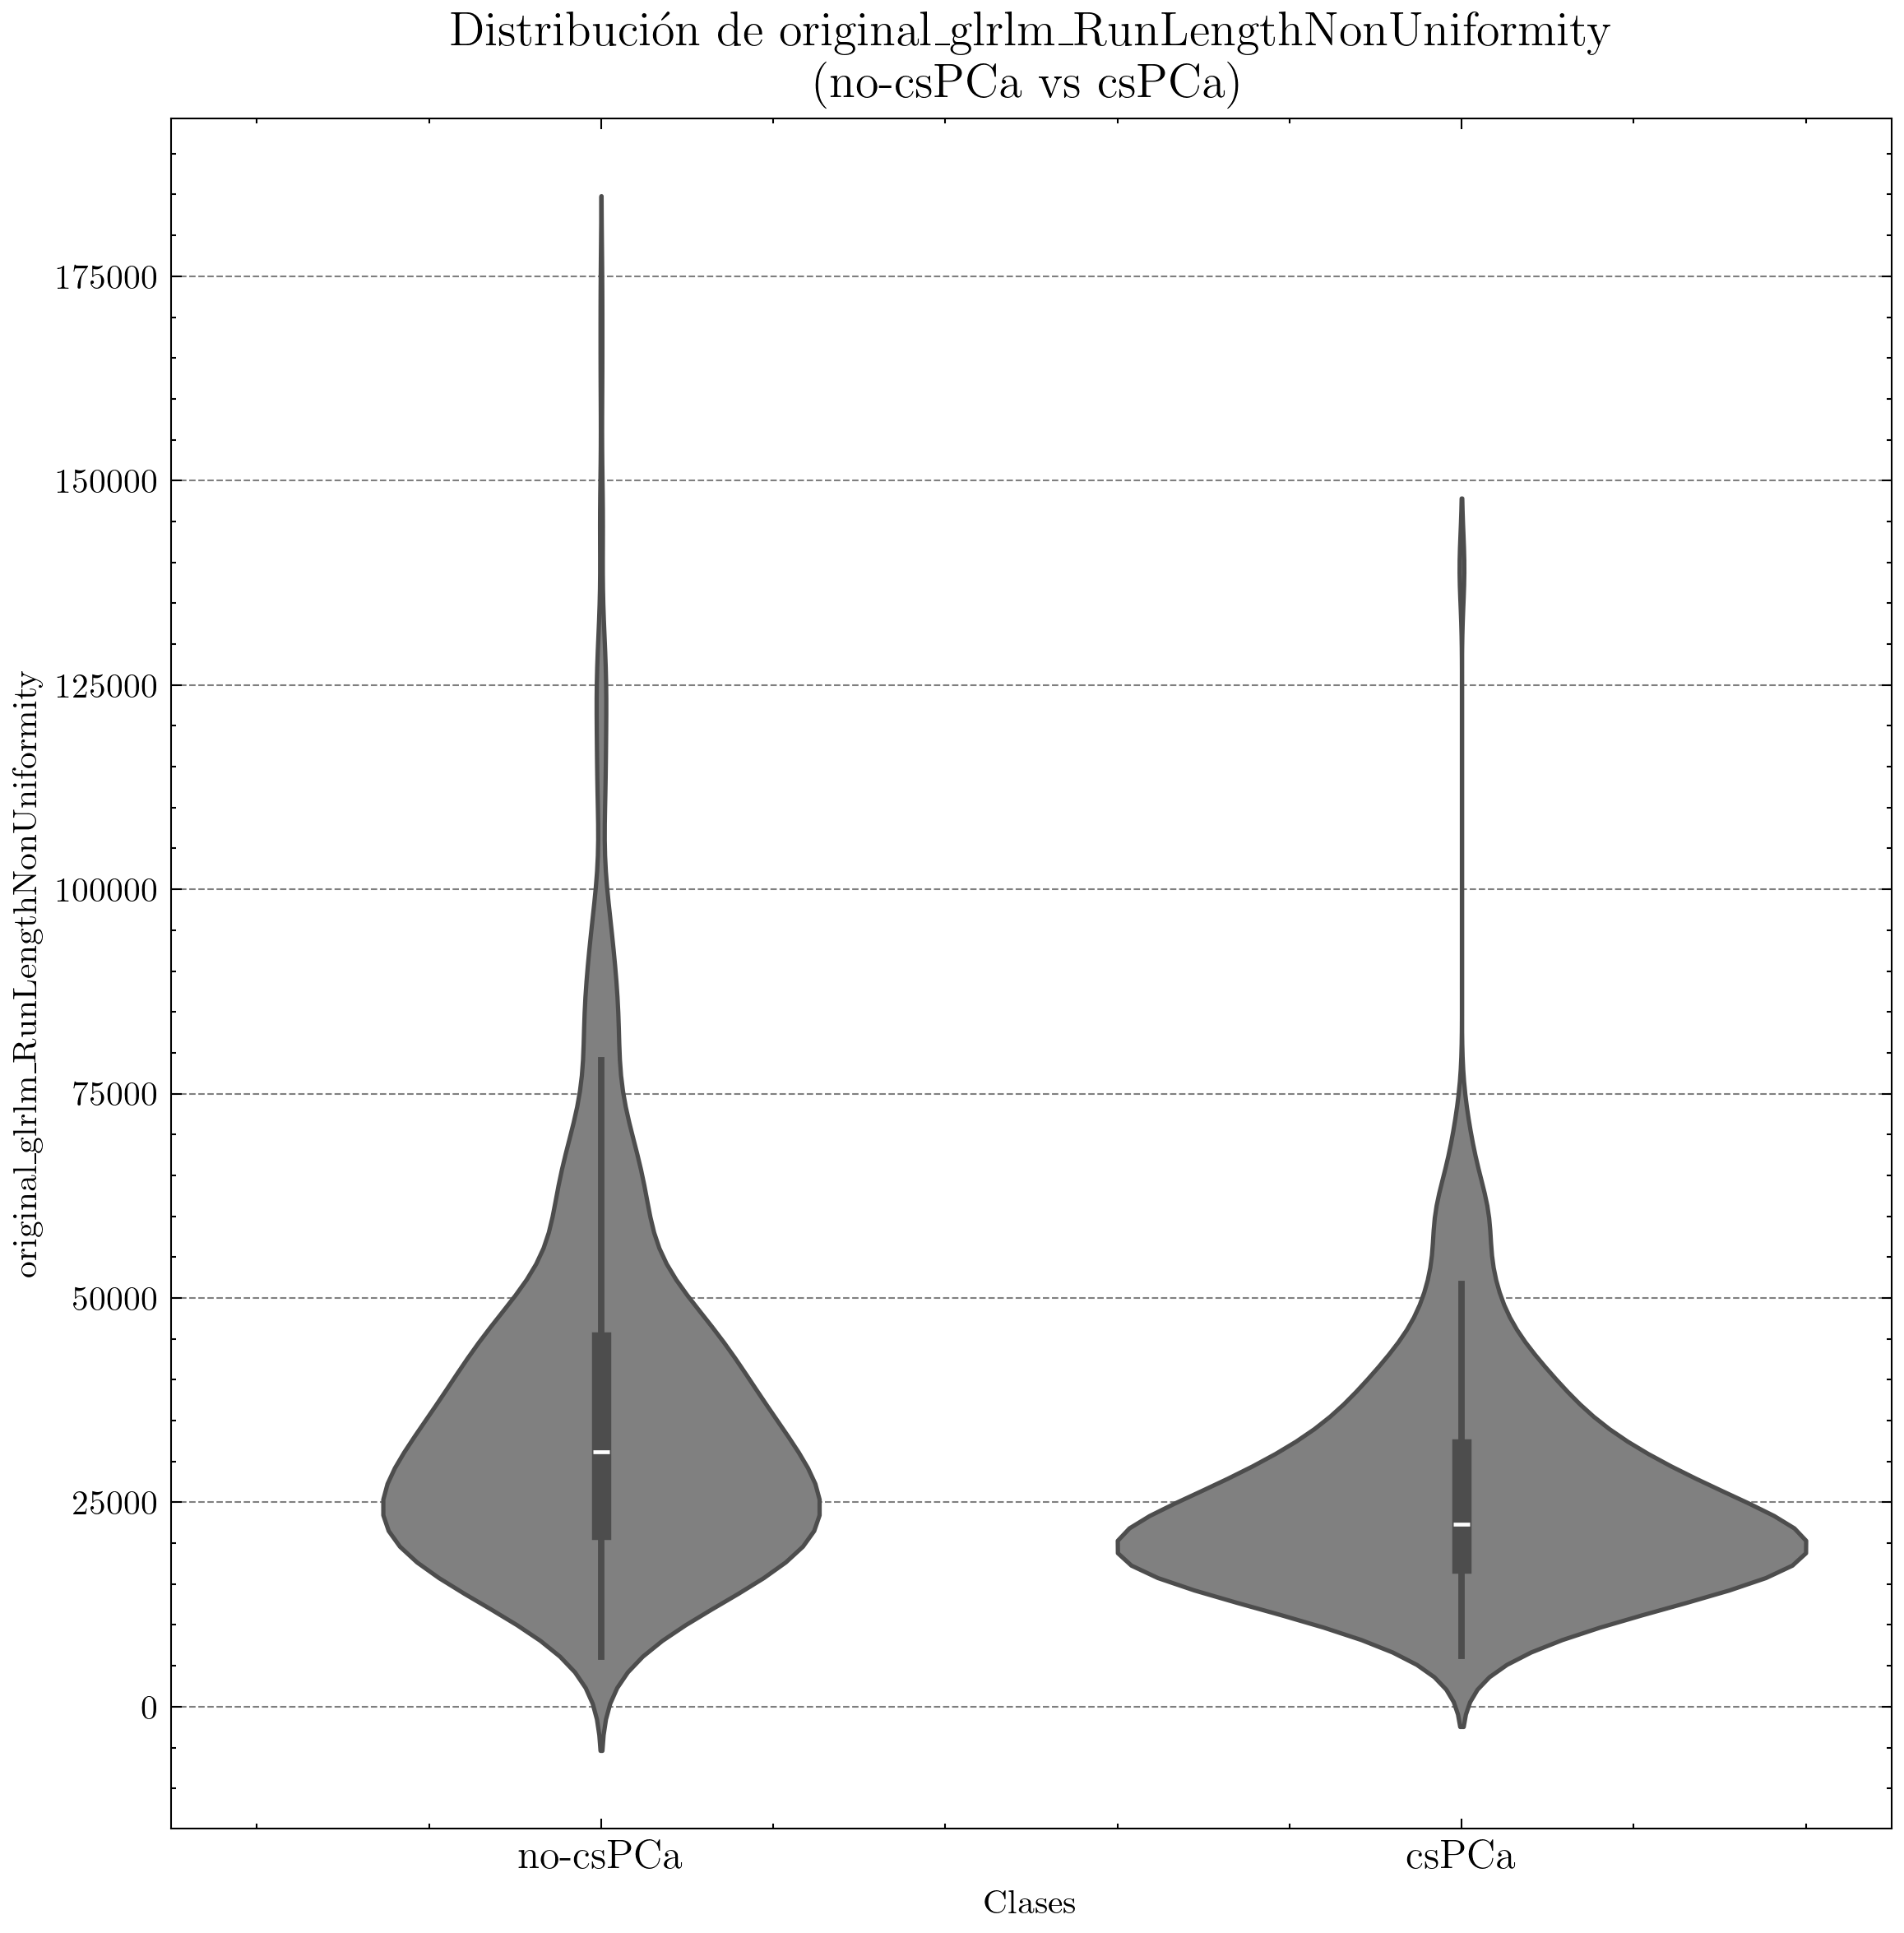 Distribución de original_glrlm_RunLengthNonUniformity
(no-csPCa vs csPCa)
original_glrlm_RunLengthNonUniformity
175000
150000
125000
100000
75000
50000
25000
0
no-csPCa
csPCa
Clases